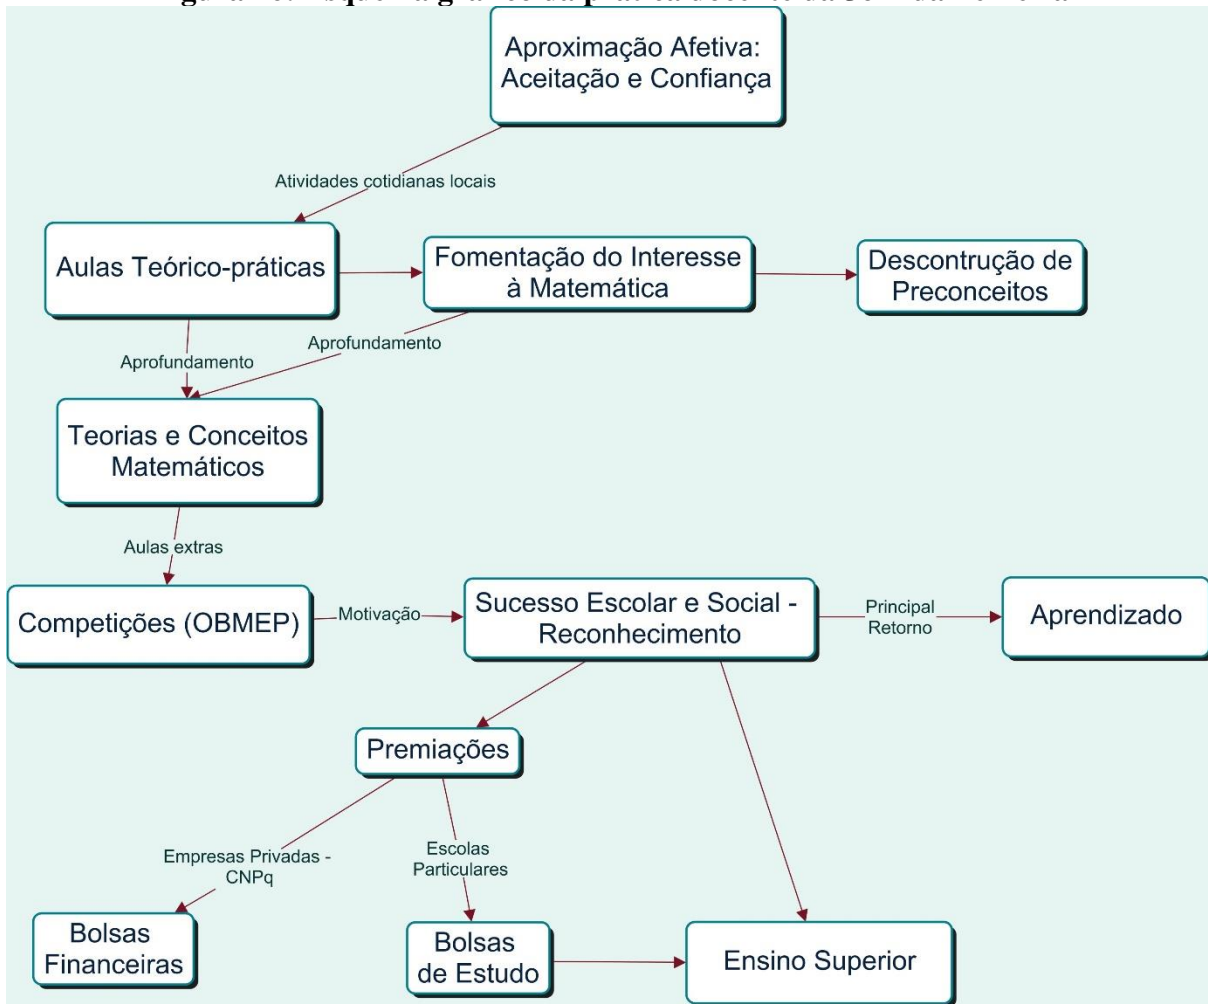 Aproximação Afetiva:
Aceitação e Confiança
Atividades cotidianas locais
Aulas Teórico-práticas
Fomentação do Interesse
à Matemática
Descontrução de
Preconceitos
Aprofundamento
Aprofundamento
Teorias e Conceitos
Matemáticos
Aulas extras
Competições (OBMEP)
Motivação
Sucesso Escolar e Social -
Reconhecimento
Principal
Retorno
Aprendizado
Premiações
Empresas Privadas -
CNPq
Escolas
Particulares
Bolsas
Financeiras
Bolsas
de Estudo
Ensino Superior